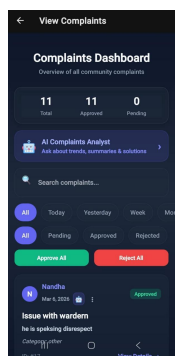 View Complaints
Complaints Dashboard
Overview of all community complaints
11 11 0
Total Approved Pending
AI Complaints Analyst
Ask about trends, summaries & solutions
Search complaints...
All Today Yesterday Week Mo
All Pending Approved Rejected
Approve All Reject All
N Nandha Approved
Mar 6, 2026
Issue with wardern
he is speking disrespect
Category: other
View Details